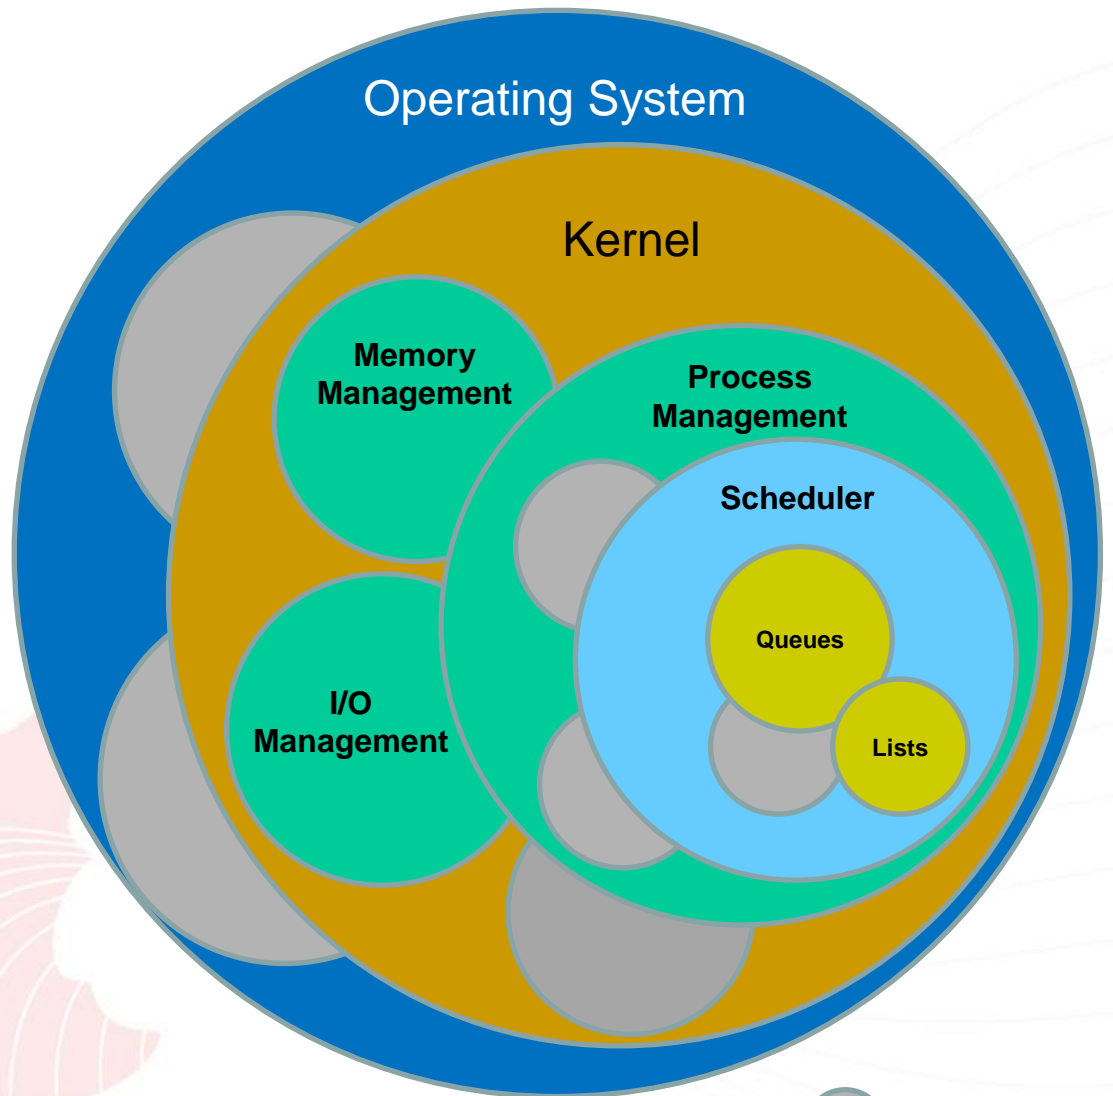 Operating System
Kernel
Memory
Management
Process
Management
Scheduler
Queues
I/O
Management
Lists